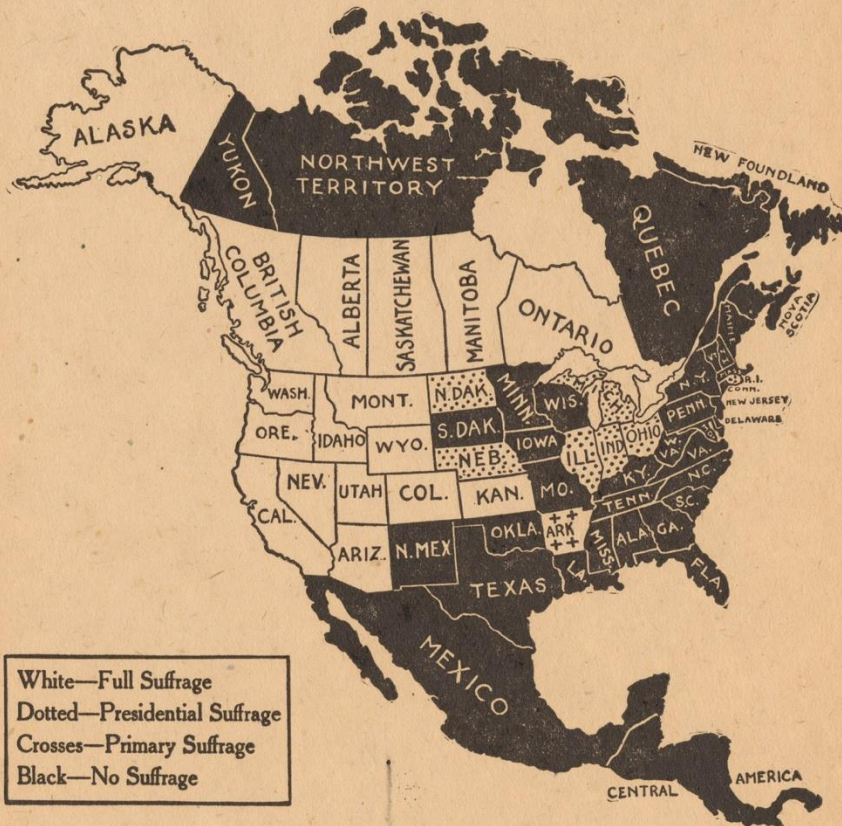 ALASKA
YUKON
NORTHWEST
TERRITORY
NEW FOUNDLAND
QUEBEC
BRITISH
COLUMBIA
ALBERTA
SASKATCHEWAN
MANITOBA
ONTARIO
NOVA
SCOTIA
MAINE
WASH.
MONT.
N.DAK.
MINN.
WIS.
MICH.
N.Y.
R.I.
CONN.
NEW JERSEY
DELAWARE
ORE.
IDAHO
WYO.
S.DAK.
IOWA
PENN.
NEB.
ILL.
IND.
OHIO
W.
VA.
VA.
NEV.
UTAH
COL.
KAN.
MO.
KY.
N.C.
CAL.
TENN.
S.C.
ARIZ.
N.MEX
OKLA.
ARK
MISS.
ALA.
GA.
TEXAS
LA.
FLA.
MEXICO
CENTRAL
AMERICA
White—Full Suffrage
Dotted—Presidential Suffrage
Crosses—Primary Suffrage
Black—No Suffrage